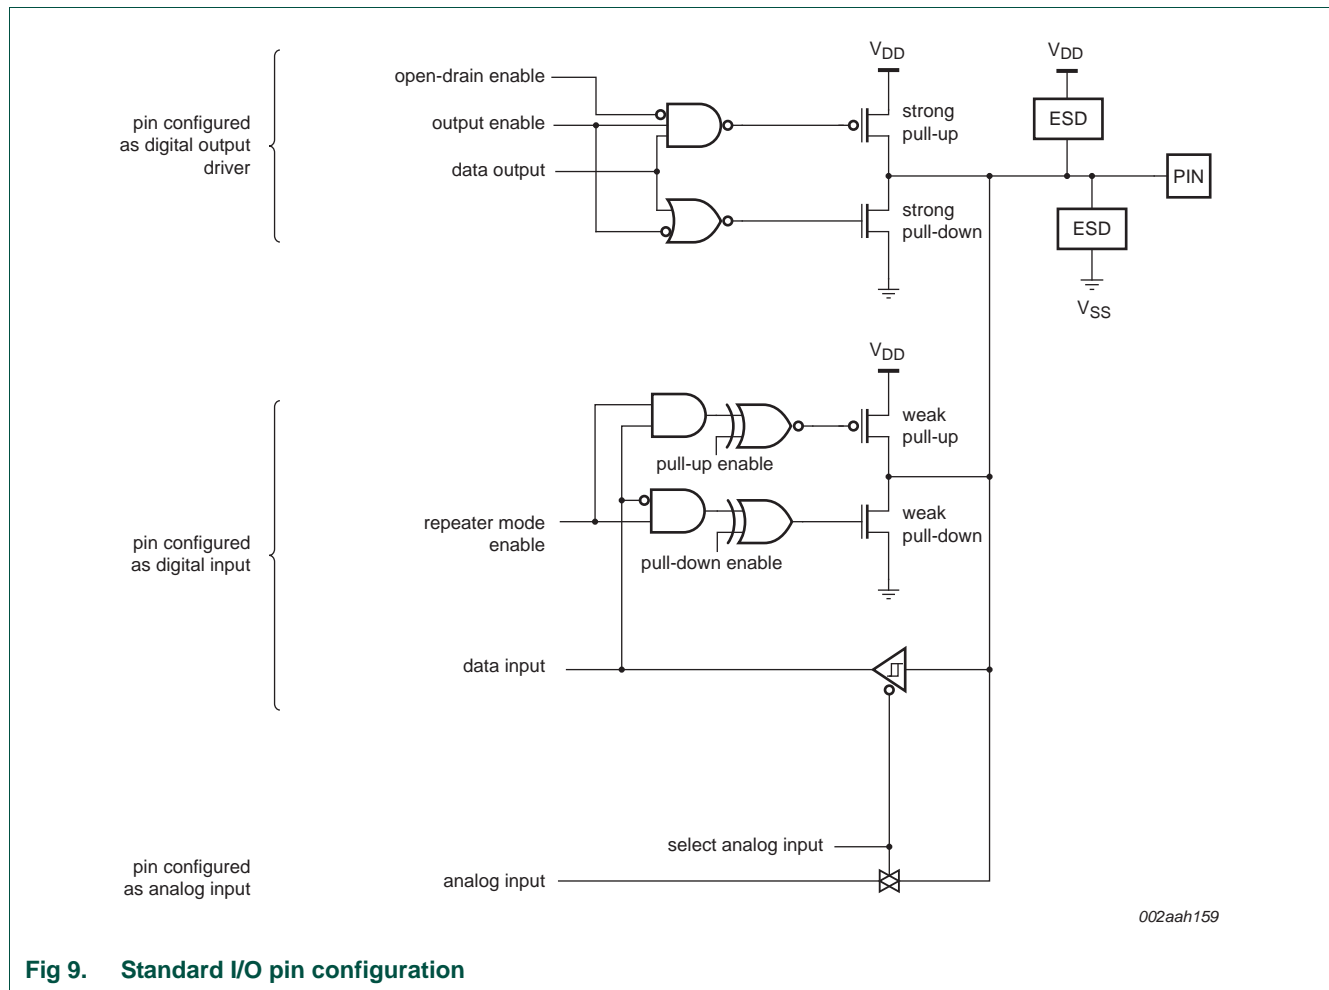 VDD
VDD
open-drain enable
strong
pull-up
ESD
pin configured
as digital output
driver
output enable
data output
PIN
strong
pull-down
ESD
VSS
VDD
weak
pull-up
pull-up enable
repeater mode
enable
weak
pull-down
pin configured
as digital input
pull-down enable
data input
select analog input
pin configured
as analog input
analog input
002aah159
Fig 9. Standard I/O pin configuration